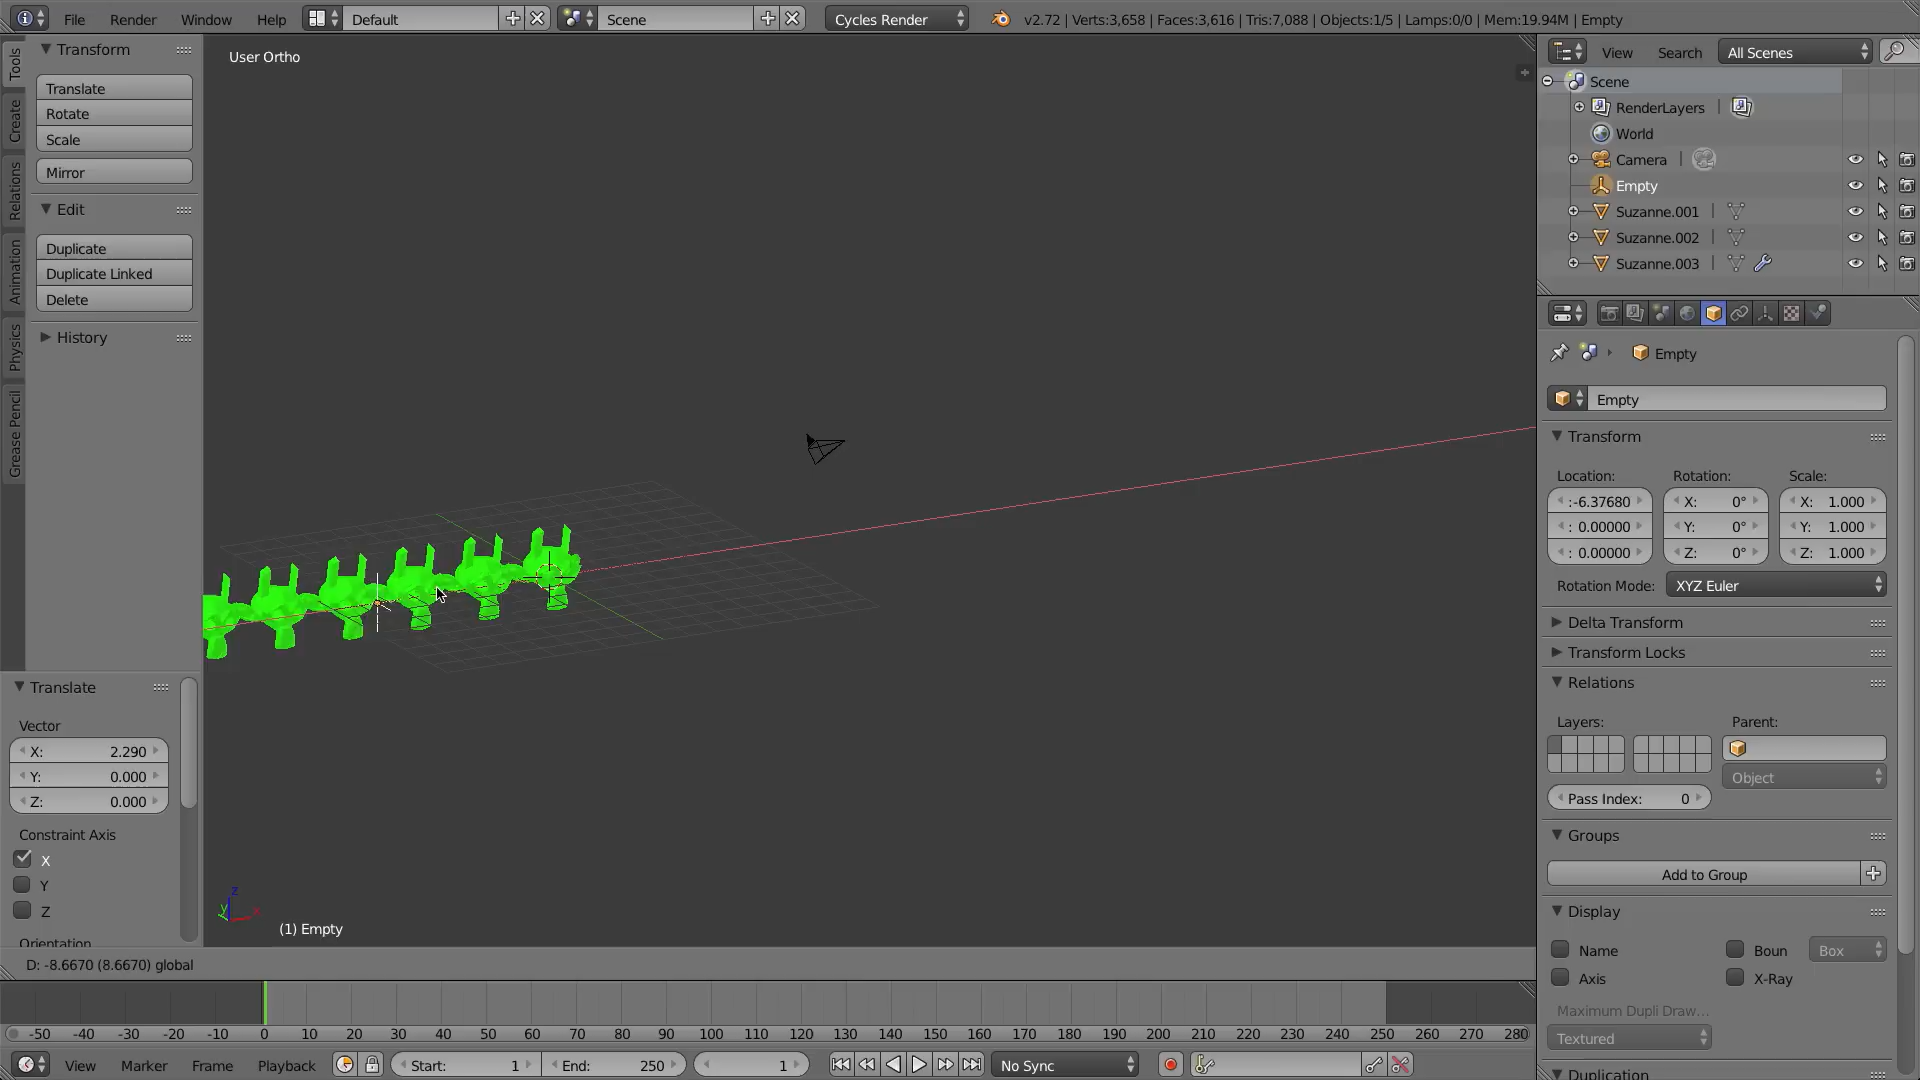 File Render Window Help Default Scene Cycles Render v2.72 | Verts:3,658 | Faces:3,616 | Tris:7,088 | Objects:1/5 | Lamps:0/0 | Mem:19.94M | Empty
Tools
Create
Relations
Animation
Physics
Grease Pencil
Transform
Translate
Rotate
Scale
Mirror
Edit
Duplicate
Duplicate Linked
Delete
History
Translate
Vector
X: 2.290
Y: 0.000
Z: 0.000
Constraint Axis
X
Y
Z
Orientation
User Ortho
z
y
x
(1) Empty
D: -8.6670 (8.6670) global
View Search All Scenes
Scene
RenderLayers
World
Camera
Empty
Suzanne.001
Suzanne.002
Suzanne.003
Empty
Empty
Transform
Location: Rotation: Scale:
:-6.37680 X: 0° X: 1.000
: 0.00000 Y: 0° Y: 1.000
: 0.00000 Z: 0° Z: 1.000
Rotation Mode: XYZ Euler
Delta Transform
Transform Locks
Relations
Layers: Parent:
Object
Pass Index: 0
Groups
Add to Group
Display
Name Boun Box
Axis X-Ray
Maximum Dupli Draw...
Textured
Duplication
-50 -40 -30 -20 -10 0 10 20 30 40 50 60 70 80 90 100 110 120 130 140 150 160 170 180 190 200 210 220 230 240 250 260 270 280
View Marker Frame Playback Start: 1 End: 250 1 No Sync